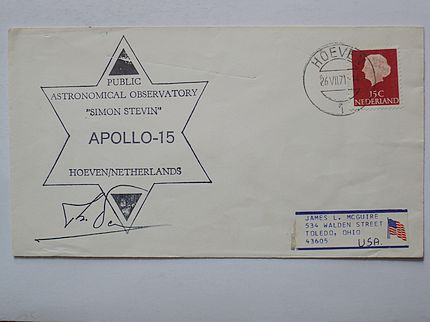 PUBLIC
ASTRONOMICAL OBSERVATORY
"SIMON STEVIN"
APOLLO-15
HOEVEN/NETHERLANDS
HOEVEN
26 VII.71
1
15C
NEDERLAND
JAMES L. MCGUIRE
534 WALDEN STREET
TOLEDO, OHIO
43605 USA.